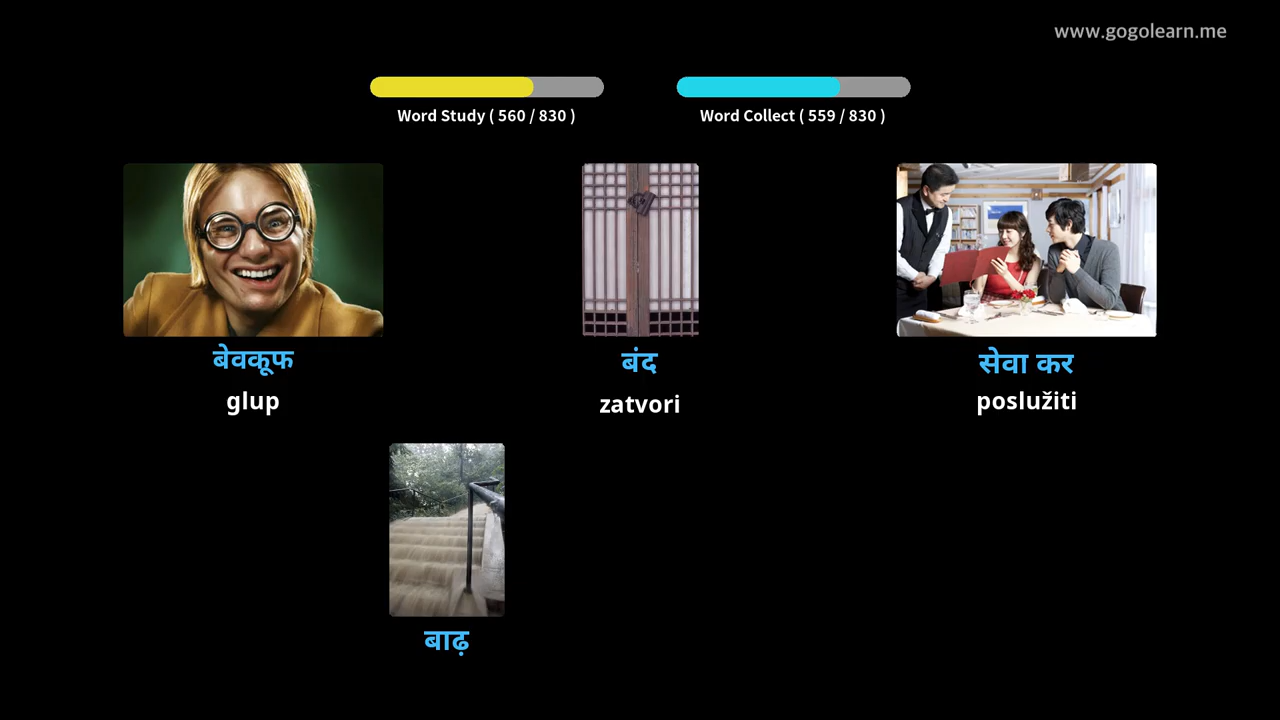 www.gogolearn.me
Word Study ( 560 / 830 )
Word Collect ( 559 / 830 )
बेवकूफ
बंद
सेवा कर
glup
zatvori
poslužiti
बाढ़